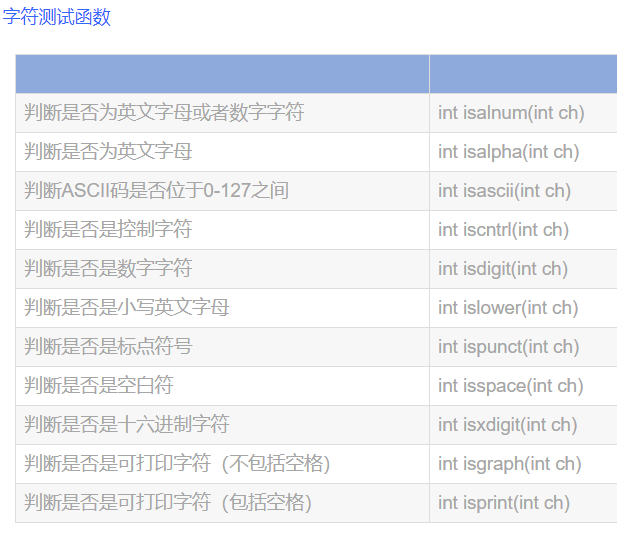 字符测试函数
判断是否为英文字母或者数字字符 int isalnum(int ch)
判断是否为英文字母 int isalpha(int ch)
判断ASCII码是否位于0-127之间 int isascii(int ch)
判断是否是控制字符 int iscntrl(int ch)
判断是否是数字字符 int isdigit(int ch)
判断是否是小写英文字母 int islower(int ch)
判断是否是标点符号 int ispunct(int ch)
判断是否是空白符 int isspace(int ch)
判断是否是十六进制字符 int isxdigit(int ch)
判断是否是可打印字符（不包括空格） int isgraph(int ch)
判断是否是可打印字符（包括空格） int isprint(int ch)